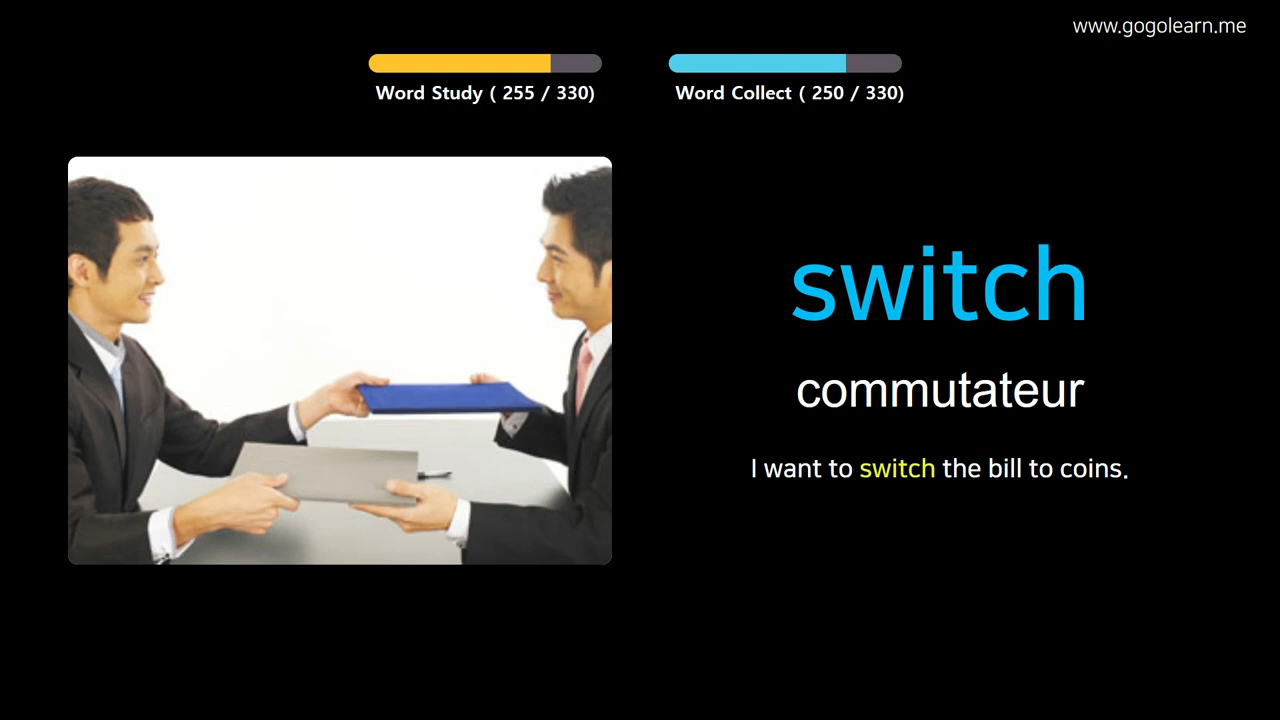 www.gogolearn.me
Word Study ( 255 / 330)
Word Collect ( 250 / 330)
switch
commutateur
I want to switch the bill to coins.